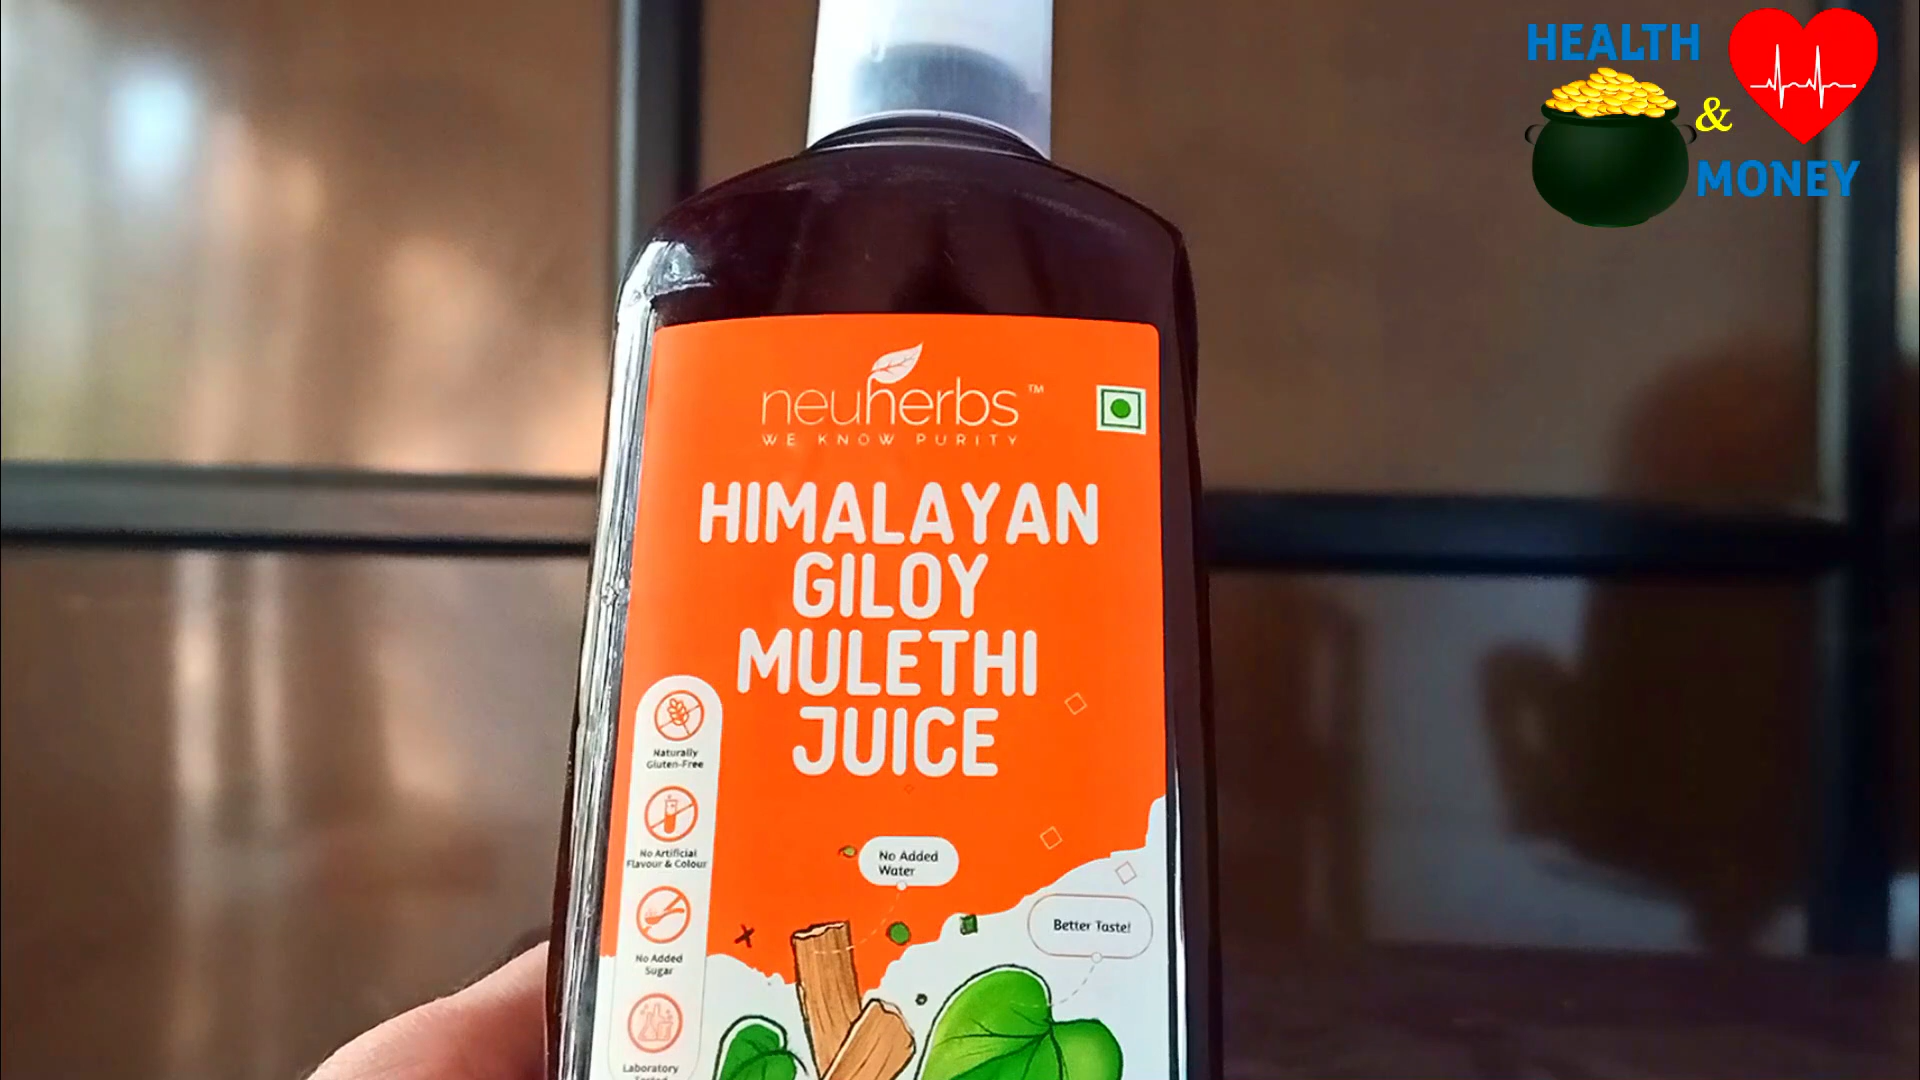 HEALTH
&
MONEY
neuherbs™
WE KNOW PURITY
HIMALAYAN
GILOY
MULETHI
JUICE
Naturally
Gluten-Free
No Artificial
Flavour & Colour
No Added
Sugar
Laboratory
Tested
No Added
Water
Better Taste!